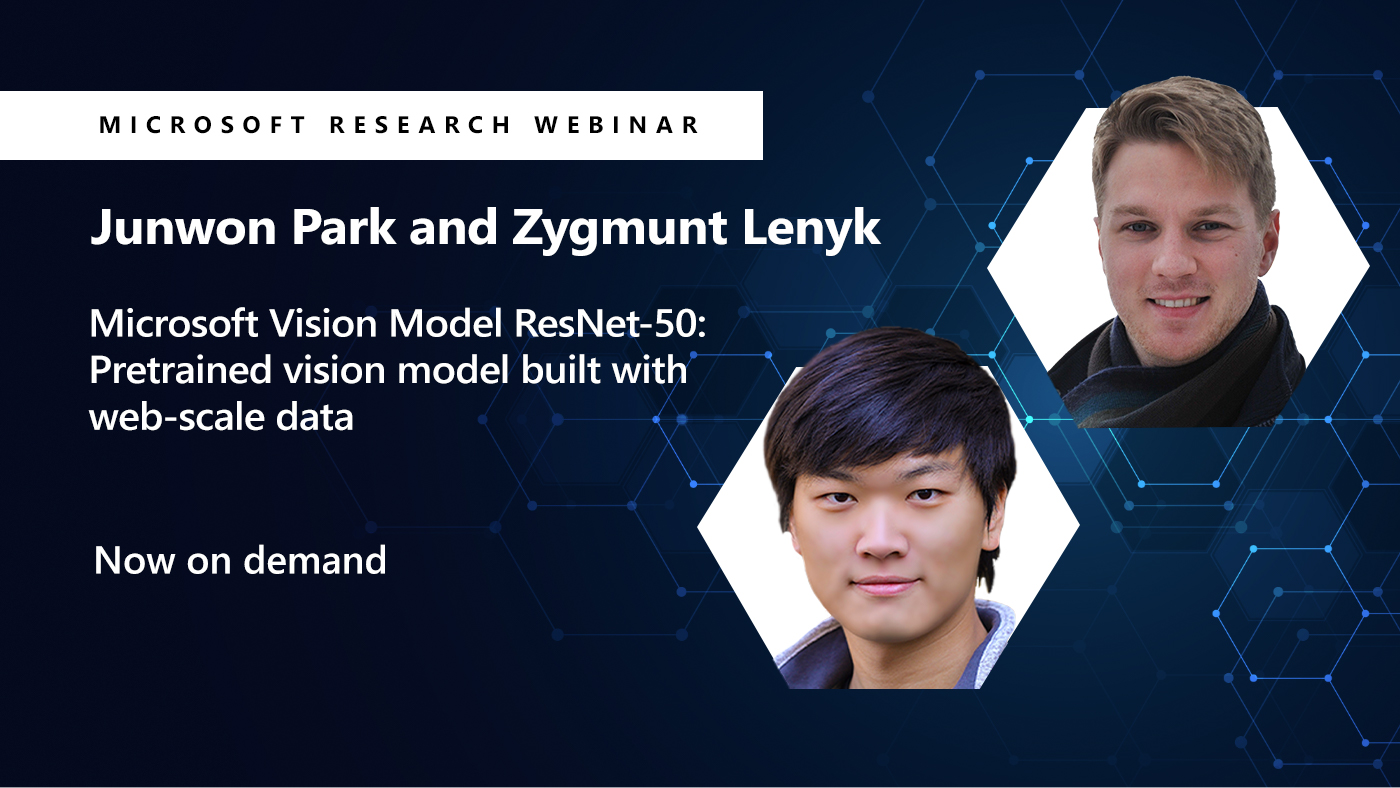 MICROSOFT RESEARCH WEBINAR
Junwon Park and Zygmunt Lenyk
Microsoft Vision Model ResNet-50:
Pretrained vision model built with
web-scale data
Now on demand